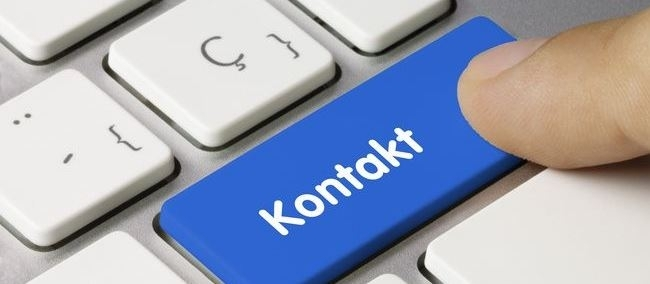 Ç }
¨ {
´
Kontakt